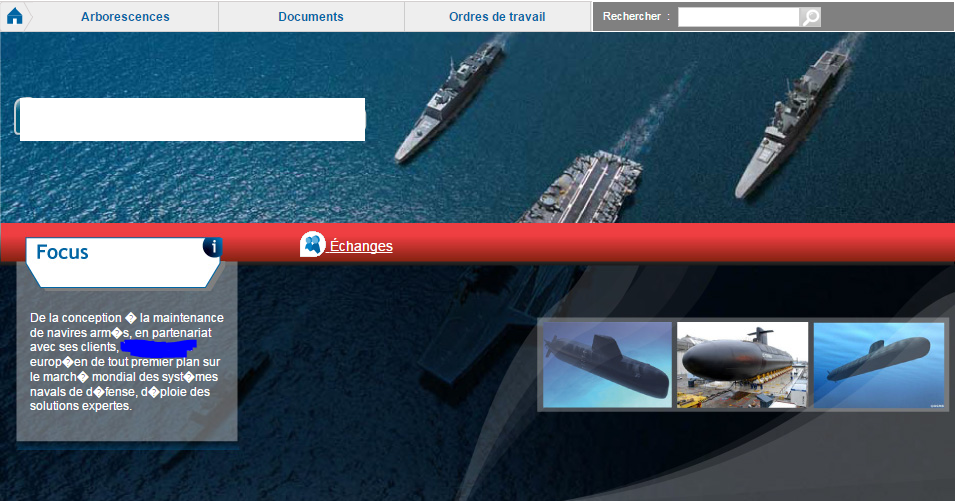 Arborescences
Documents
Ordres de travail
Rechercher :
Focus
i
Échanges
De la conception � la maintenance
de navires arm�s, en partenariat
avec ses clients,
europ�en de tout premier plan sur
le march� mondial des syst�mes
navals de d�fense, d�ploie des
solutions expertes.